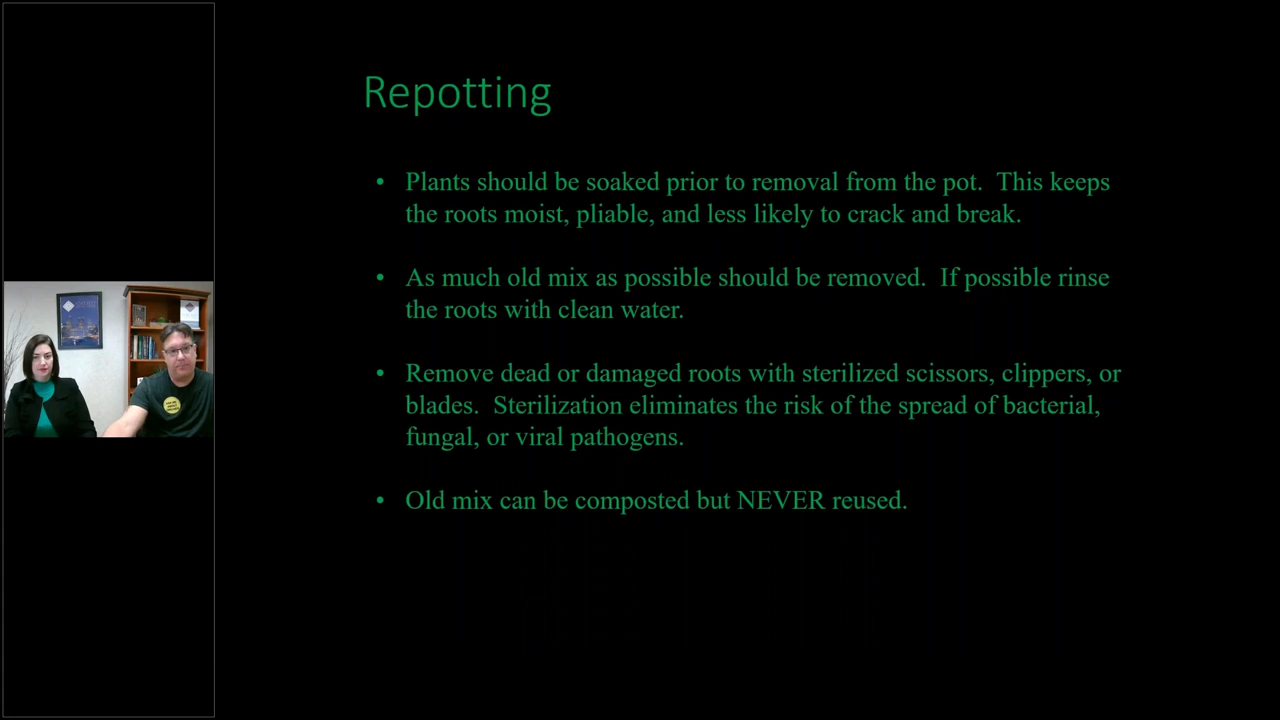 Repotting
• Plants should be soaked prior to removal from the pot.  This keeps
the roots moist, pliable, and less likely to crack and break.
• As much old mix as possible should be removed.  If possible rinse
the roots with clean water.
• Remove dead or damaged roots with sterilized scissors, clippers, or
blades.  Sterilization eliminates the risk of the spread of bacterial,
fungal, or viral pathogens.
• Old mix can be composted but NEVER reused.